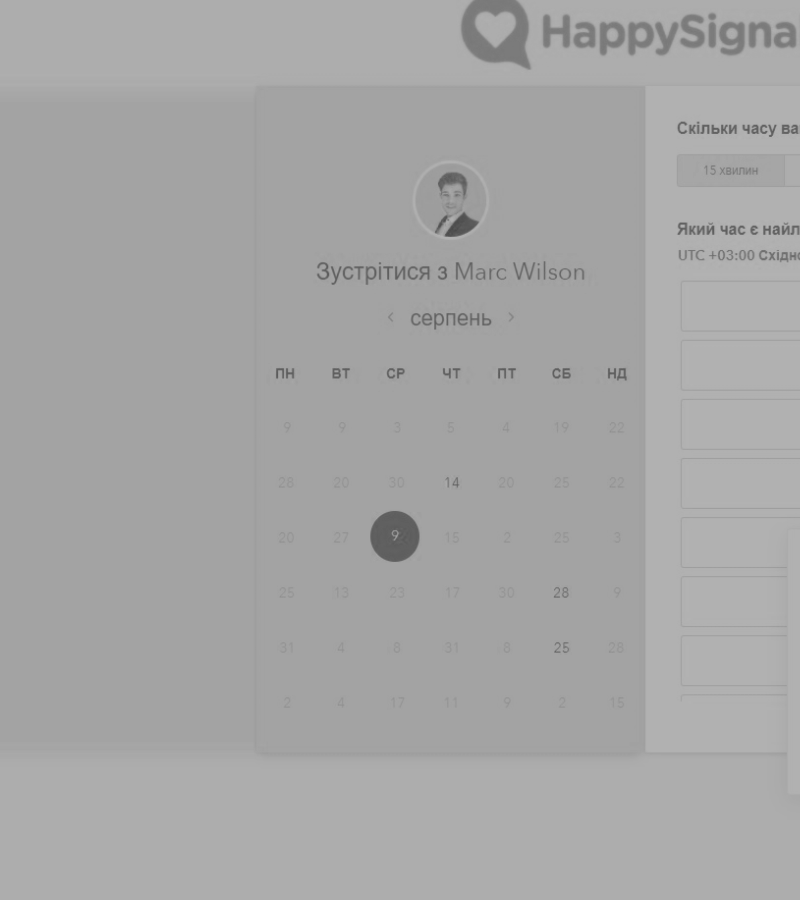 HappySigna
Зустрітися з Marc Wilson
серпень
ПН ВТ СР ЧТ ПТ СБ НД
9 9 3 5 4 19 22
28 20 30 14 20 25 22
20 27 9 15 2 25 3
25 13 23 17 30 28 9
31 4 8 31 8 25 28
2 4 17 11 9 2 15
Скільки часу ва
15 хвилин
Який час є найл
UTC +03:00 Східно